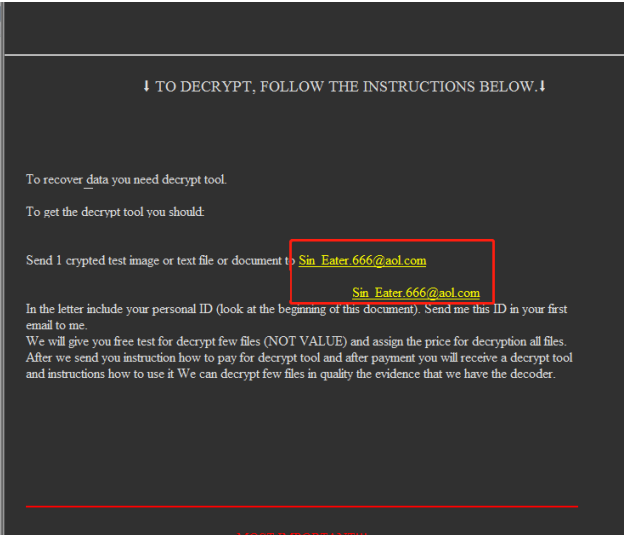 ⬇ TO DECRYPT, FOLLOW THE INSTRUCTIONS BELOW.⬇
To recover data you need decrypt tool.
To get the decrypt tool you should:
Send 1 crypted test image or text file or document to Sin_Eater.666@aol.com
Sin_Eater.666@aol.com
In the letter include your personal ID (look at the beginning of this document). Send me this ID in your first
email to me.
We will give you free test for decrypt few files (NOT VALUE) and assign the price for decryption all files.
After we send you instruction how to pay for decrypt tool and after payment you will receive a decrypt tool
and instructions how to use it We can decrypt few files in quality the evidence that we have the decoder.